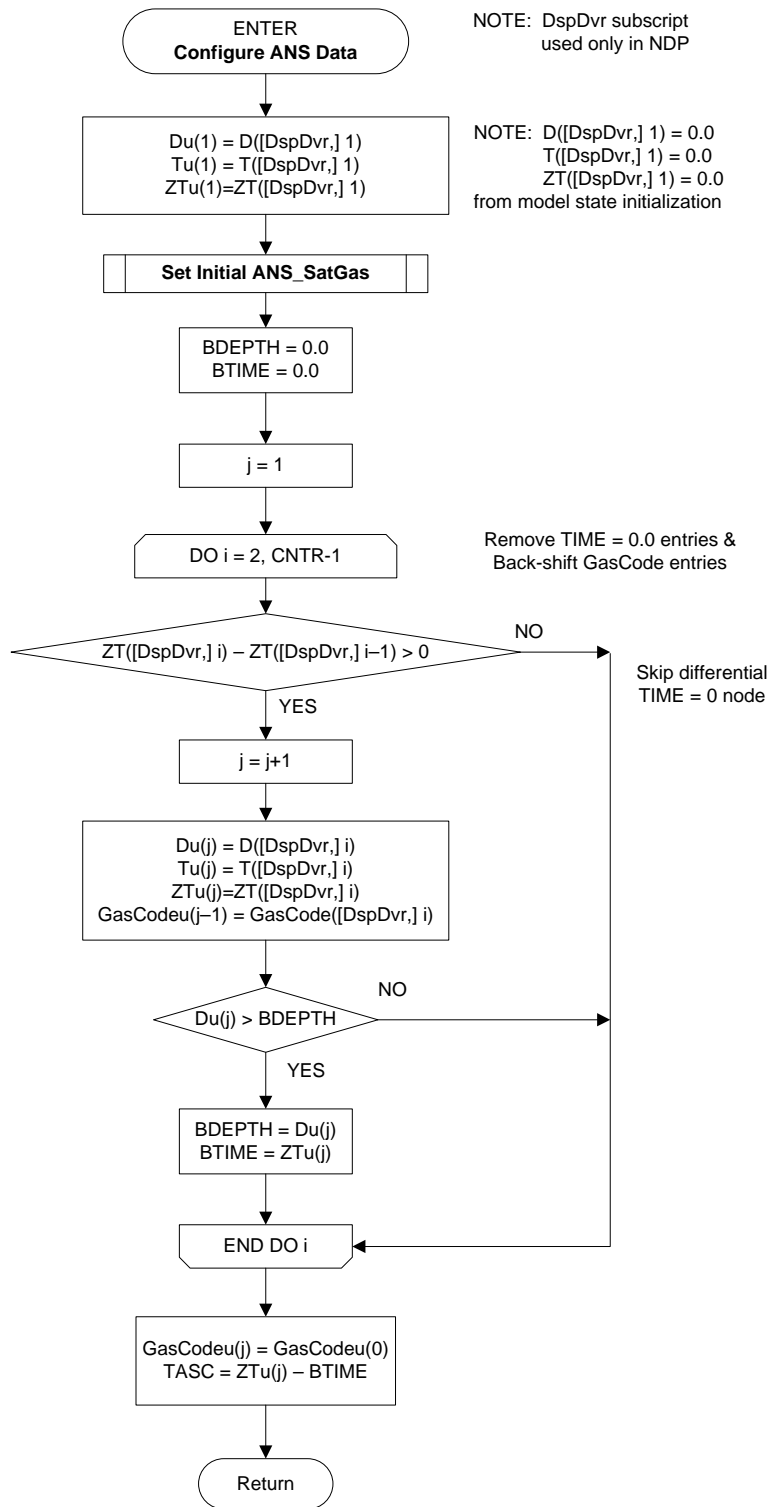 ENTER
Configure ANS Data
NOTE: DspDvr subscript
used only in NDP
Du(1) = D([DspDvr,] 1)
Tu(1) = T([DspDvr,] 1)
ZTu(1)=ZT([DspDvr,] 1)
NOTE: D([DspDvr,] 1) = 0.0
T([DspDvr,] 1) = 0.0
ZT([DspDvr,] 1) = 0.0
from model state initialization
Set Initial ANS_SatGas
BDEPTH = 0.0
BTIME = 0.0
j = 1
DO i = 2, CNTR-1
Remove TIME = 0.0 entries &
Back-shift GasCode entries
ZT([DspDvr,] i) – ZT([DspDvr,] i–1) > 0
NO
Skip differential
TIME = 0 node
YES
j = j+1
Du(j) = D([DspDvr,] i)
Tu(j) = T([DspDvr,] i)
ZTu(j)=ZT([DspDvr,] i)
GasCodeu(j–1) = GasCode([DspDvr,] i)
NO
Du(j) > BDEPTH
YES
BDEPTH = Du(j)
BTIME = ZTu(j)
END DO i
GasCodeu(j) = GasCodeu(0)
TASC = ZTu(j) – BTIME
Return